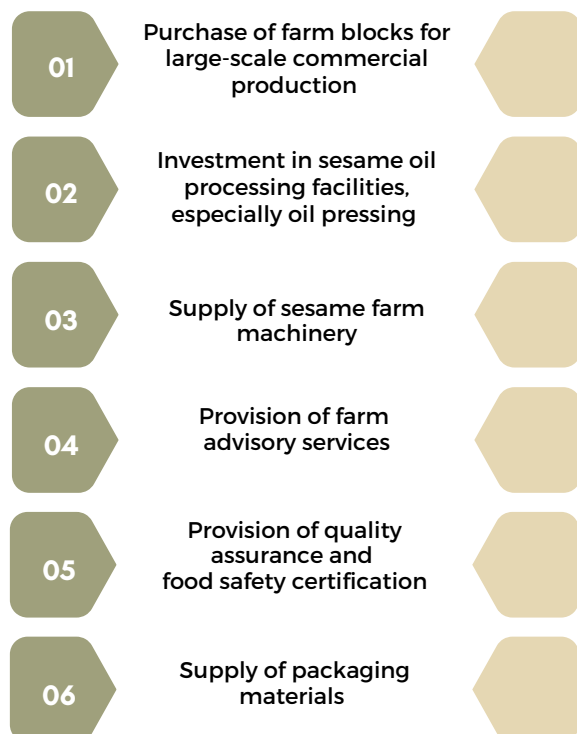 01
Purchase of farm blocks for
large-scale commercial
production
02
Investment in sesame oil
processing facilities,
especially oil pressing
03
Supply of sesame farm
machinery
04
Provision of farm
advisory services
05
Provision of quality
assurance and
food safety certification
06
Supply of packaging
materials